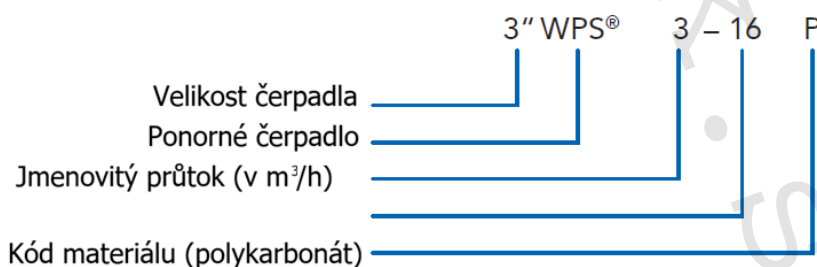 3“ WPS® 3 – 16 P
Velikost čerpadla
Ponorné čerpadlo
Jmenovitý průtok (v m³/h)
Kód materiálu (polykarbonát)